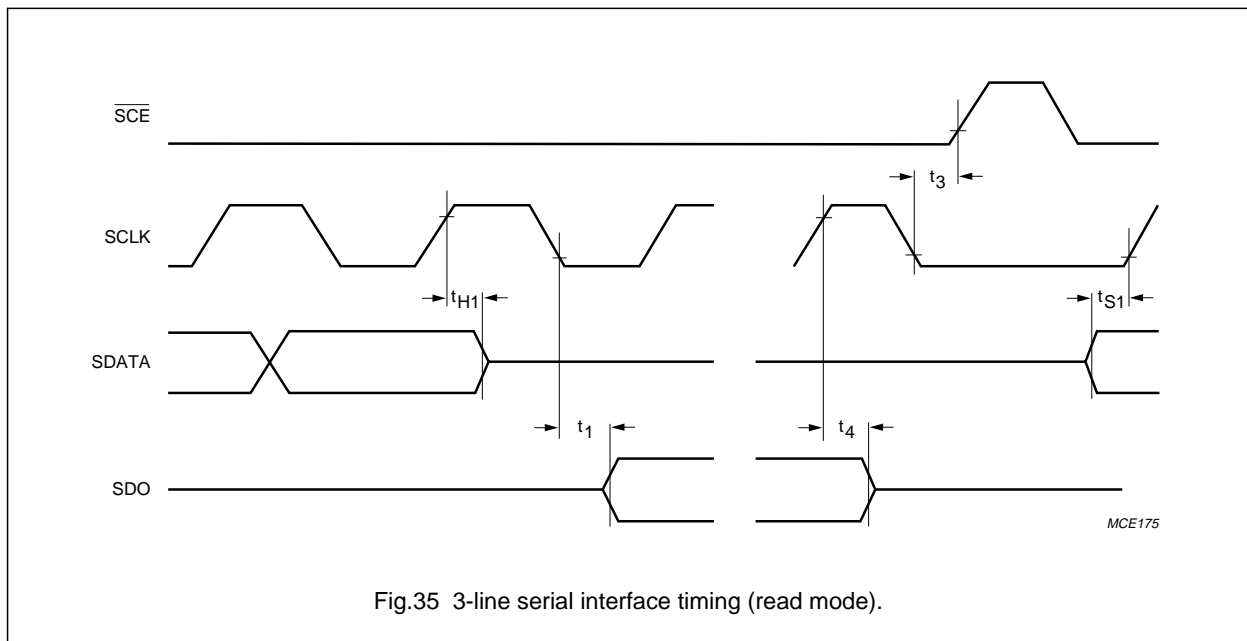 SCE
t3
SCLK
tH1
tS1
SDATA
t1
t4
SDO
MCE175
Fig.35 3-line serial interface timing (read mode).